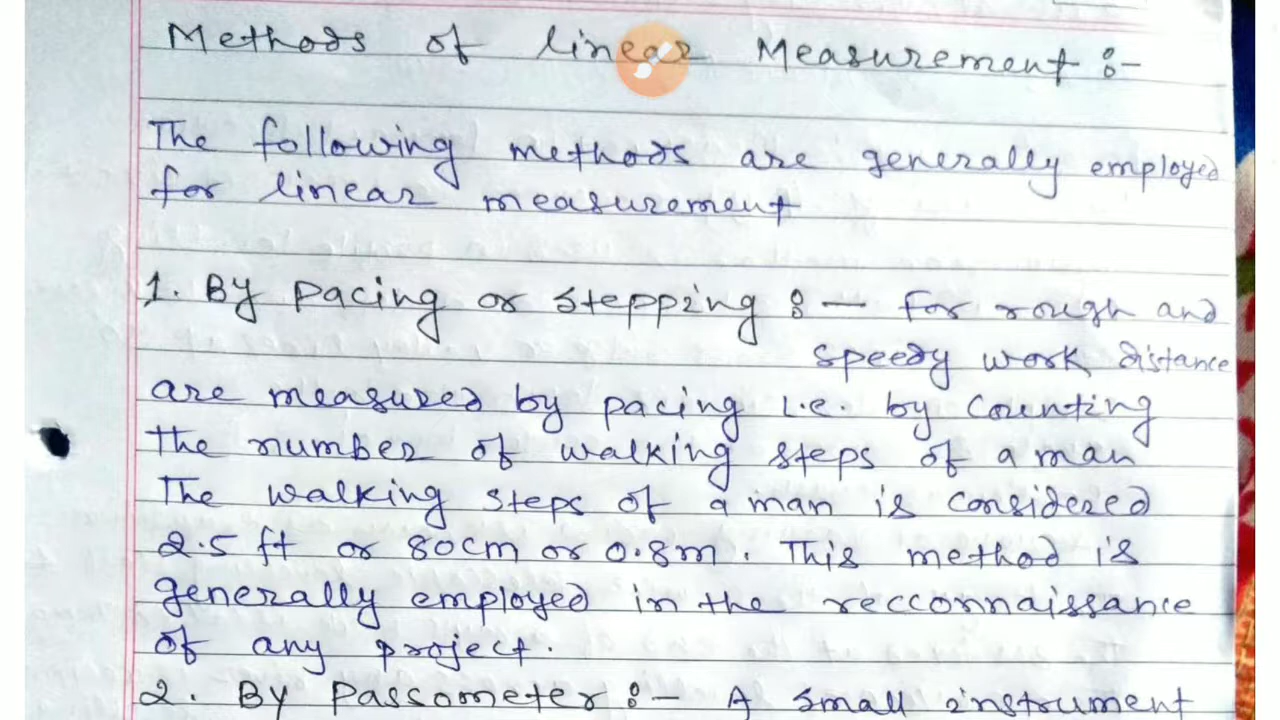 Methods of linear Measurement :-
The following methods are generally employed
for linear measurement
1. By pacing or stepping :- For rough and
speedy work distance
are measured by pacing i.e. by counting
the number of walking steps of a man
The walking steps of a man is considered
2.5 ft or 80cm or 0.8m. This method is
generally employed in the recconnaissance
of any project.
2. By Passometer :- A small instrument